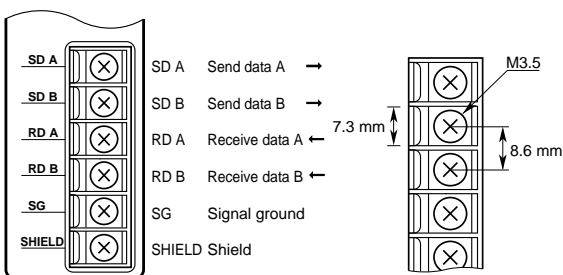 SD A SD A Send data A →
SD B SD B Send data B →
RD A RD A Receive data A ←
RD B RD B Receive data B ←
SG SG Signal ground
SHIELD SHIELD Shield
M3.5
7.3 mm
8.6 mm